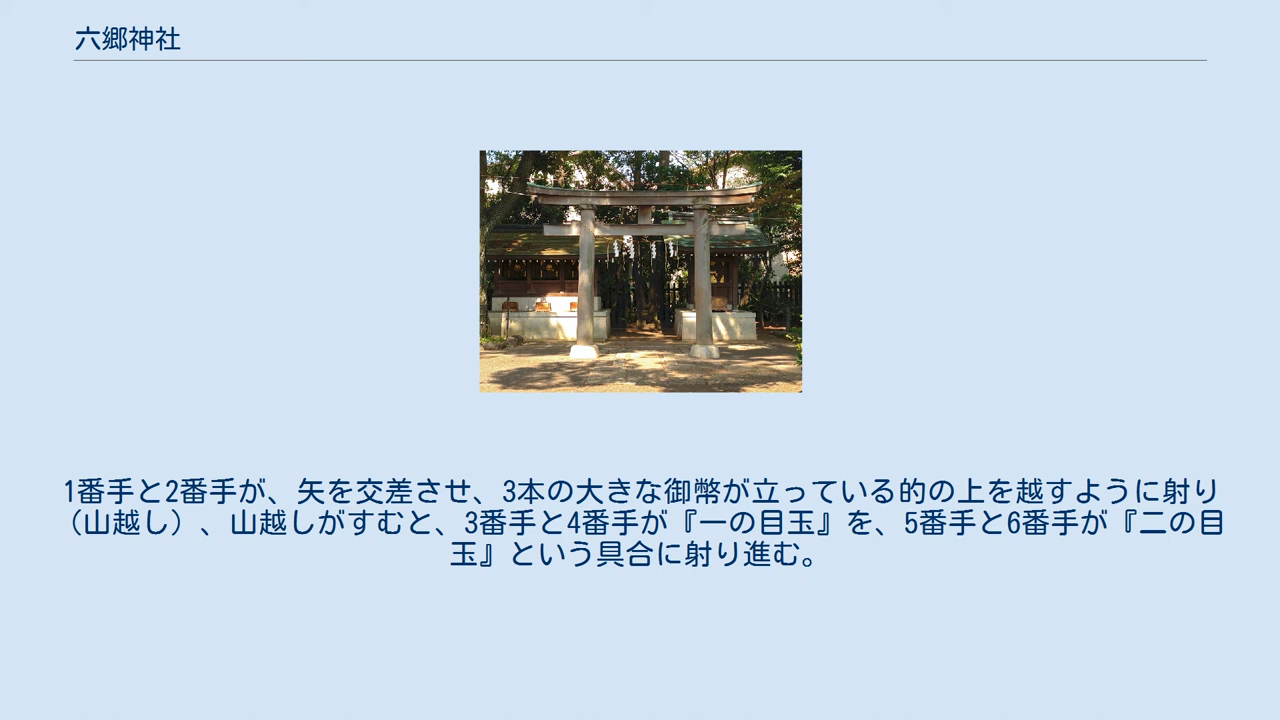 六郷神社
1番手と2番手が、矢を交差させ、3本の大きな御幣が立っている的の上を越すように射り
（山越し）、山越しがすむと、3番手と4番手が『一の目玉』を、5番手と6番手が『二の目
玉』という具合に射り進む。